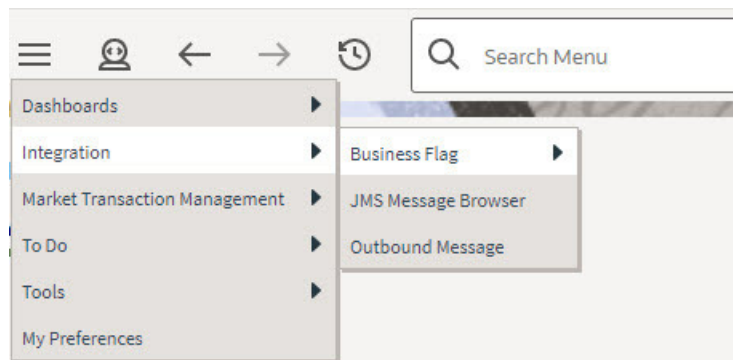 Search Menu
Dashboards
Integration
Market Transaction Management
To Do
Tools
My Preferences
Business Flag
JMS Message Browser
Outbound Message